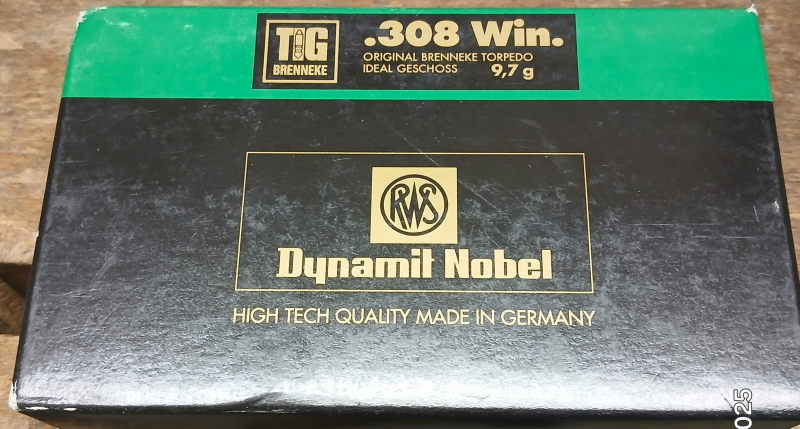 TIG
BRENNEKE
.308 Win.
ORIGINAL BRENNEKE TORPEDO
IDEAL GESCHOSS 9,7 g
RWS
Dynamit Nobel
HIGH TECH QUALITY MADE IN GERMANY
025